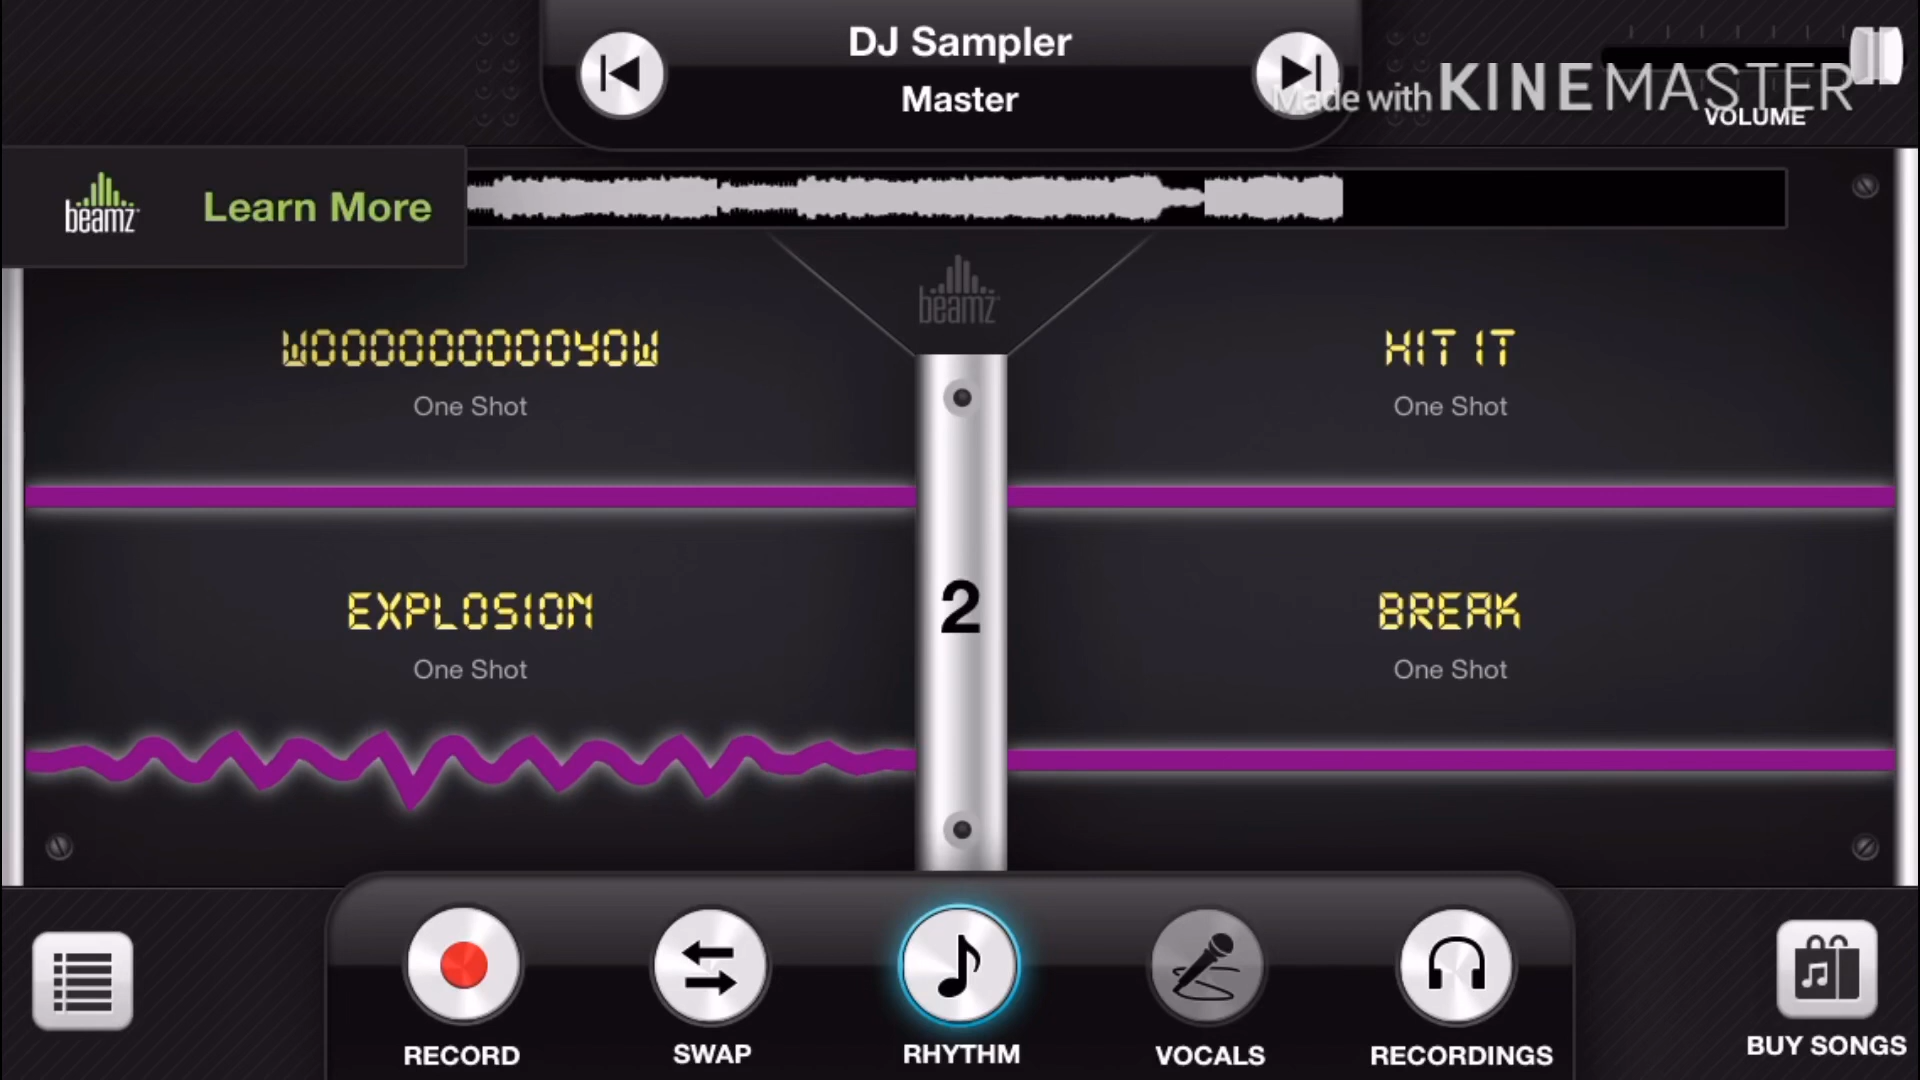 DJ Sampler
Master
Made with KINEMASTER
VOLUME
beamz
Learn More
beamz
WOOOOOOOOOOYOW
One Shot
HIT IT
One Shot
EXPLOSION
One Shot
2
BREAK
One Shot
RECORD
SWAP
RHYTHM
VOCALS
RECORDINGS
BUY SONGS